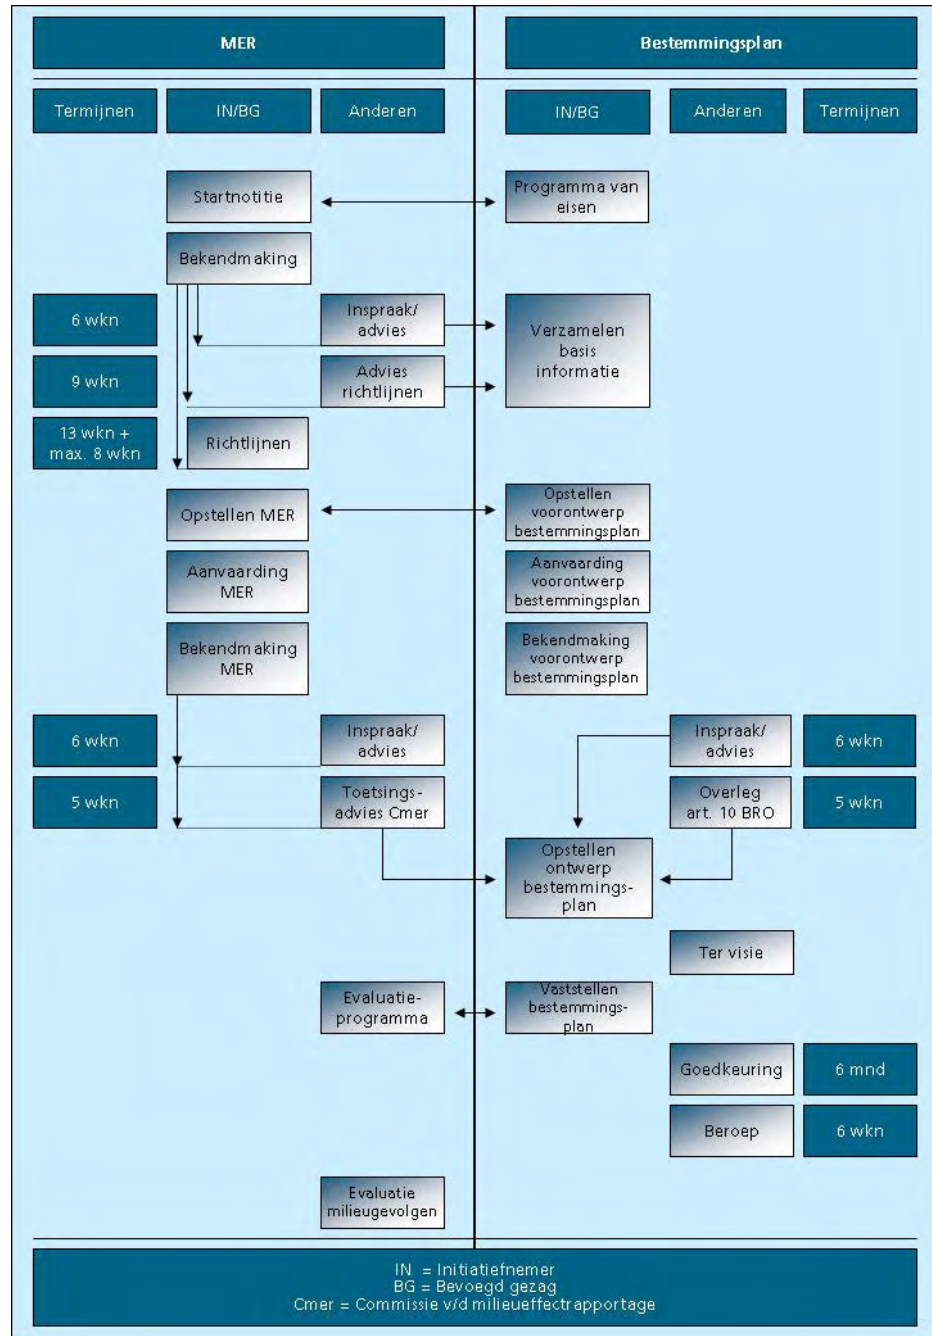 MER
Bestemmingsplan
Termijnen
IN/BG
Anderen
IN/BG
Anderen
Termijnen
Startnotitie
Programma van
eisen
Bekendmaking
6 wkn
Inspraak/
advies
Verzamelen
basis
informatie
9 wkn
Advies
richtlijnen
13 wkn +
max. 8 wkn
Richtlijnen
Opstellen MER
Opstellen
voorontwerp
bestemmingsplan
Aanvaarding
MER
Aanvaarding
voorontwerp
bestemmingsplan
Bekendmaking
MER
Bekendmaking
voorontwerp
bestemmingsplan
6 wkn
Inspraak/
advies
Inspraak/
advies
6 wkn
5 wkn
Toetsings-
advies Cmer
Overleg
art. 10 BRO
5 wkn
Opstellen
ontwerp
bestemmings-
plan
Ter visie
Evaluatie-
programma
Vaststellen
bestemmings-
plan
Goedkeuring
6 mnd
Beroep
6 wkn
Evaluatie
milieugevolgen
IN = Initiatiefnemer
BG = Bevoegd gezag
Cmer = Commissie v/d milieueffectrapportage